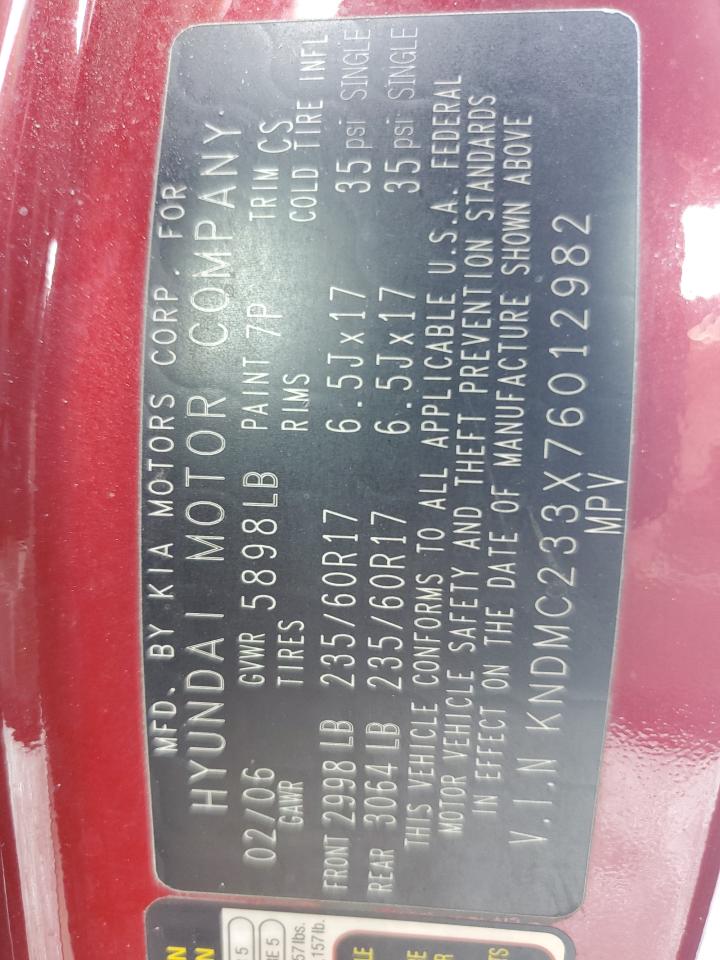 MFD. BY KIA MOTORS CORP. FOR
HYUNDAI MOTOR COMPANY
02/06 GVWR 5898LB PAINT 7P TRIM CS
GAWR TIRES RIMS COLD TIRE INFL
FRONT 2998 LB 235/60R17 6.5Jx17 35 psi SINGLE
REAR 3064 LB 235/60R17 6.5Jx17 35 psi SINGLE
THIS VEHICLE CONFORMS TO ALL APPLICABLE U.S.A. FEDERAL
MOTOR VEHICLE SAFETY AND THEFT PREVENTION STANDARDS
IN EFFECT ON THE DATE OF MANUFACTURE SHOWN ABOVE
V.I.N KNDMC233X76012982
MPV